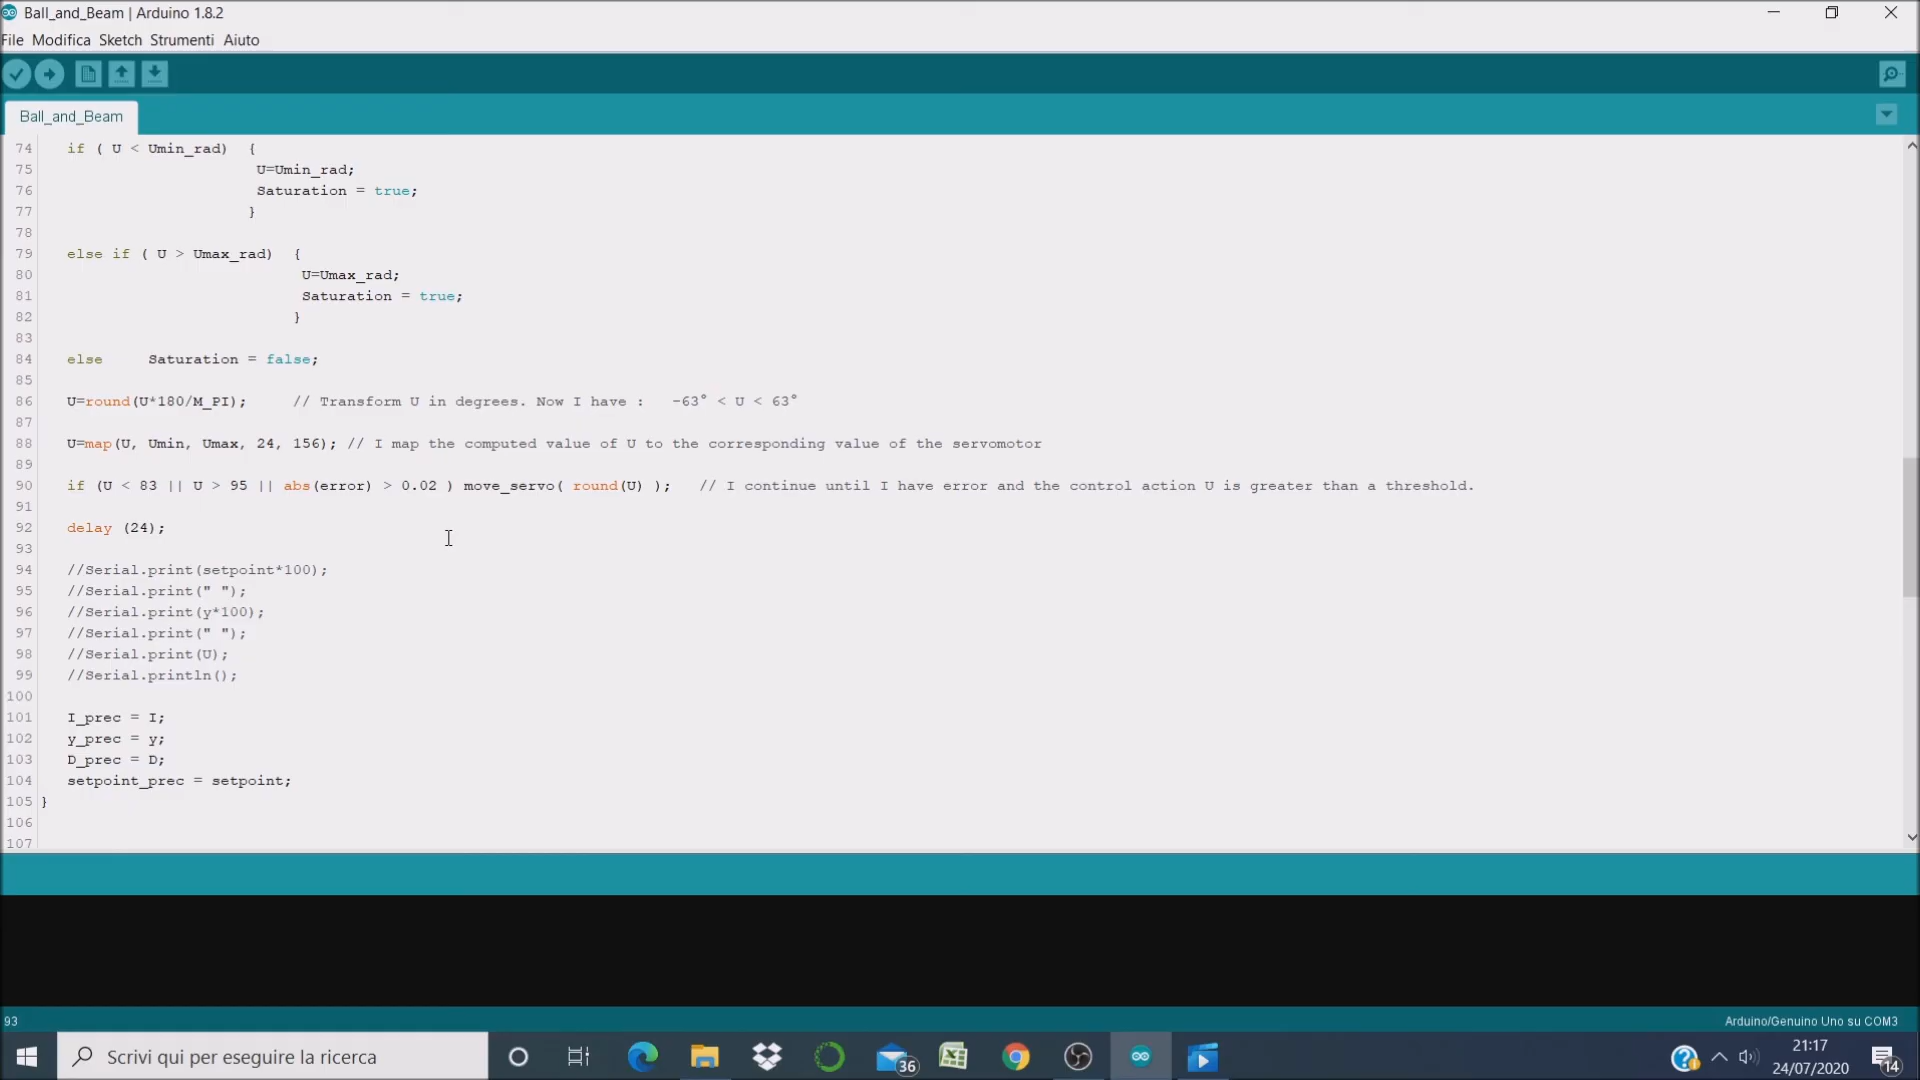 Ball_and_Beam | Arduino 1.8.2
File Modifica Sketch Strumenti Aiuto
Ball_and_Beam
74 if ( U < Umin_rad) {
75 U=Umin_rad;
76 Saturation = true;
77 }
78
79 else if ( U > Umax_rad) {
80 U=Umax_rad;
81 Saturation = true;
82 }
83
84 else Saturation = false;
85
86 U=round(U*180/M_PI); // Transform U in degrees. Now I have : -63° < U < 63°
87
88 U=map(U, Umin, Umax, 24, 156); // I map the computed value of U to the corresponding value of the servomotor
89
90 if (U < 83 || U > 95 || abs(error) > 0.02 ) move_servo( round(U) ); // I continue until I have error and the control action U is greater than a threshold.
91
92 delay (24);
93
94 //Serial.print(setpoint*100);
95 //Serial.print(" ");
96 //Serial.print(y*100);
97 //Serial.print(" ");
98 //Serial.print(U);
99 //Serial.println();
100
101 I_prec = I;
102 y_prec = y;
103 D_prec = D;
104 setpoint_prec = setpoint;
105 }
106
107
93
Arduino/Genuino Uno su COM3
Scrivi qui per eseguire la ricerca
36
21:17
24/07/2020
14